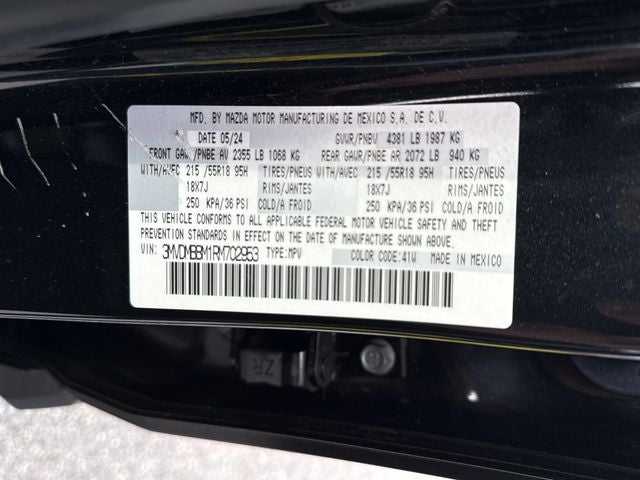 MFD. BY MAZDA MOTOR MANUFACTURING DE MEXICO S.A. DE C.V.
DATE 05/24 GVWR/PNBV 4381 LB 1987 KG
FRONT GAWR/PNBE AV 2355 LB 1068 KG REAR GAWR/PNBE AR 2072 LB 940 KG
WITH/AVEC 215 /55R18 95H TIRES/PNEUS WITH/AVEC 215 /55R18 95H TIRES/PNEUS
18X7J RIMS/JANTES 18X7J RIMS/JANTES
250 KPA/36 PSI COLD/A FROID 250 KPA/36 PSI COLD/A FROID
THIS VEHICLE CONFORMS TO ALL APPLICABLE FEDERAL MOTOR VEHICLE SAFETY AND THEFT
PREVENTION STANDARDS IN EFFECT ON THE DATE OF MANUFACTURE SHOWN ABOVE.
VIN: 3MVDMBBM1RM702953 TYPE:MPV COLOR CODE:41W MADE IN MEXICO
ZR